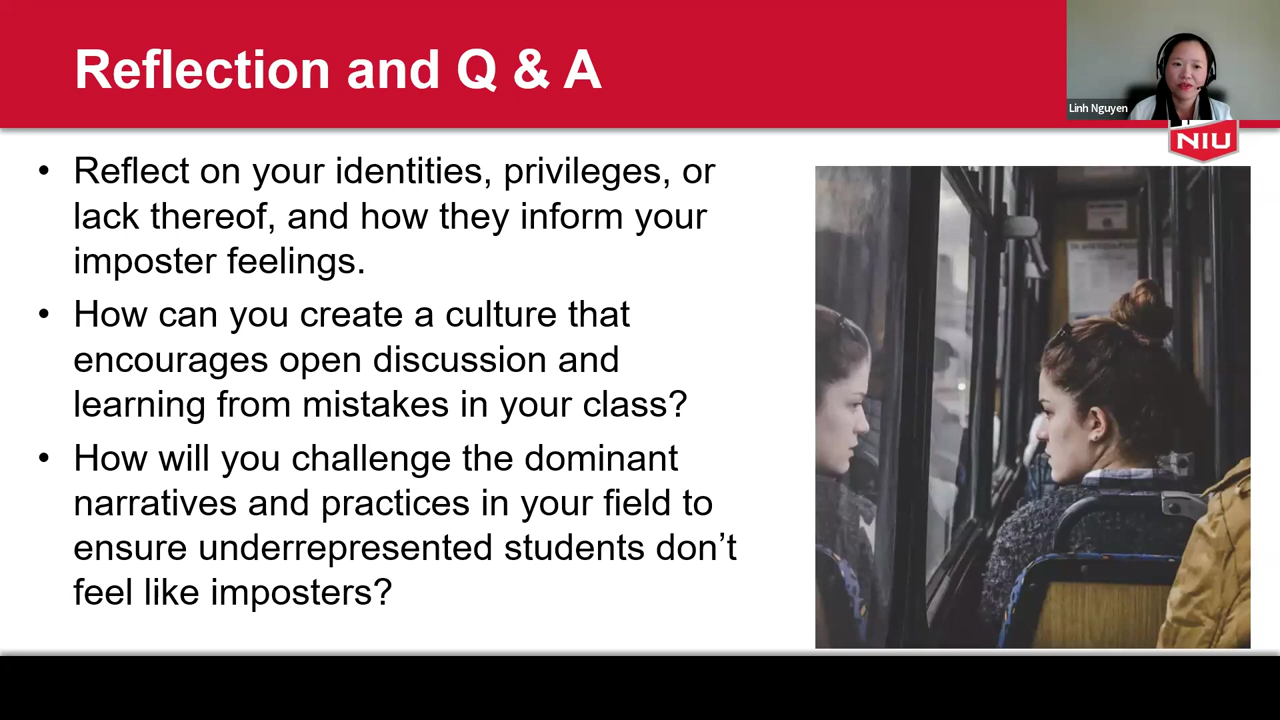 Reflection and Q & A
Linh Nguyen
NIU
• Reflect on your identities, privileges, or
lack thereof, and how they inform your
imposter feelings.
• How can you create a culture that
encourages open discussion and
learning from mistakes in your class?
• How will you challenge the dominant
narratives and practices in your field to
ensure underrepresented students don’t
feel like imposters?